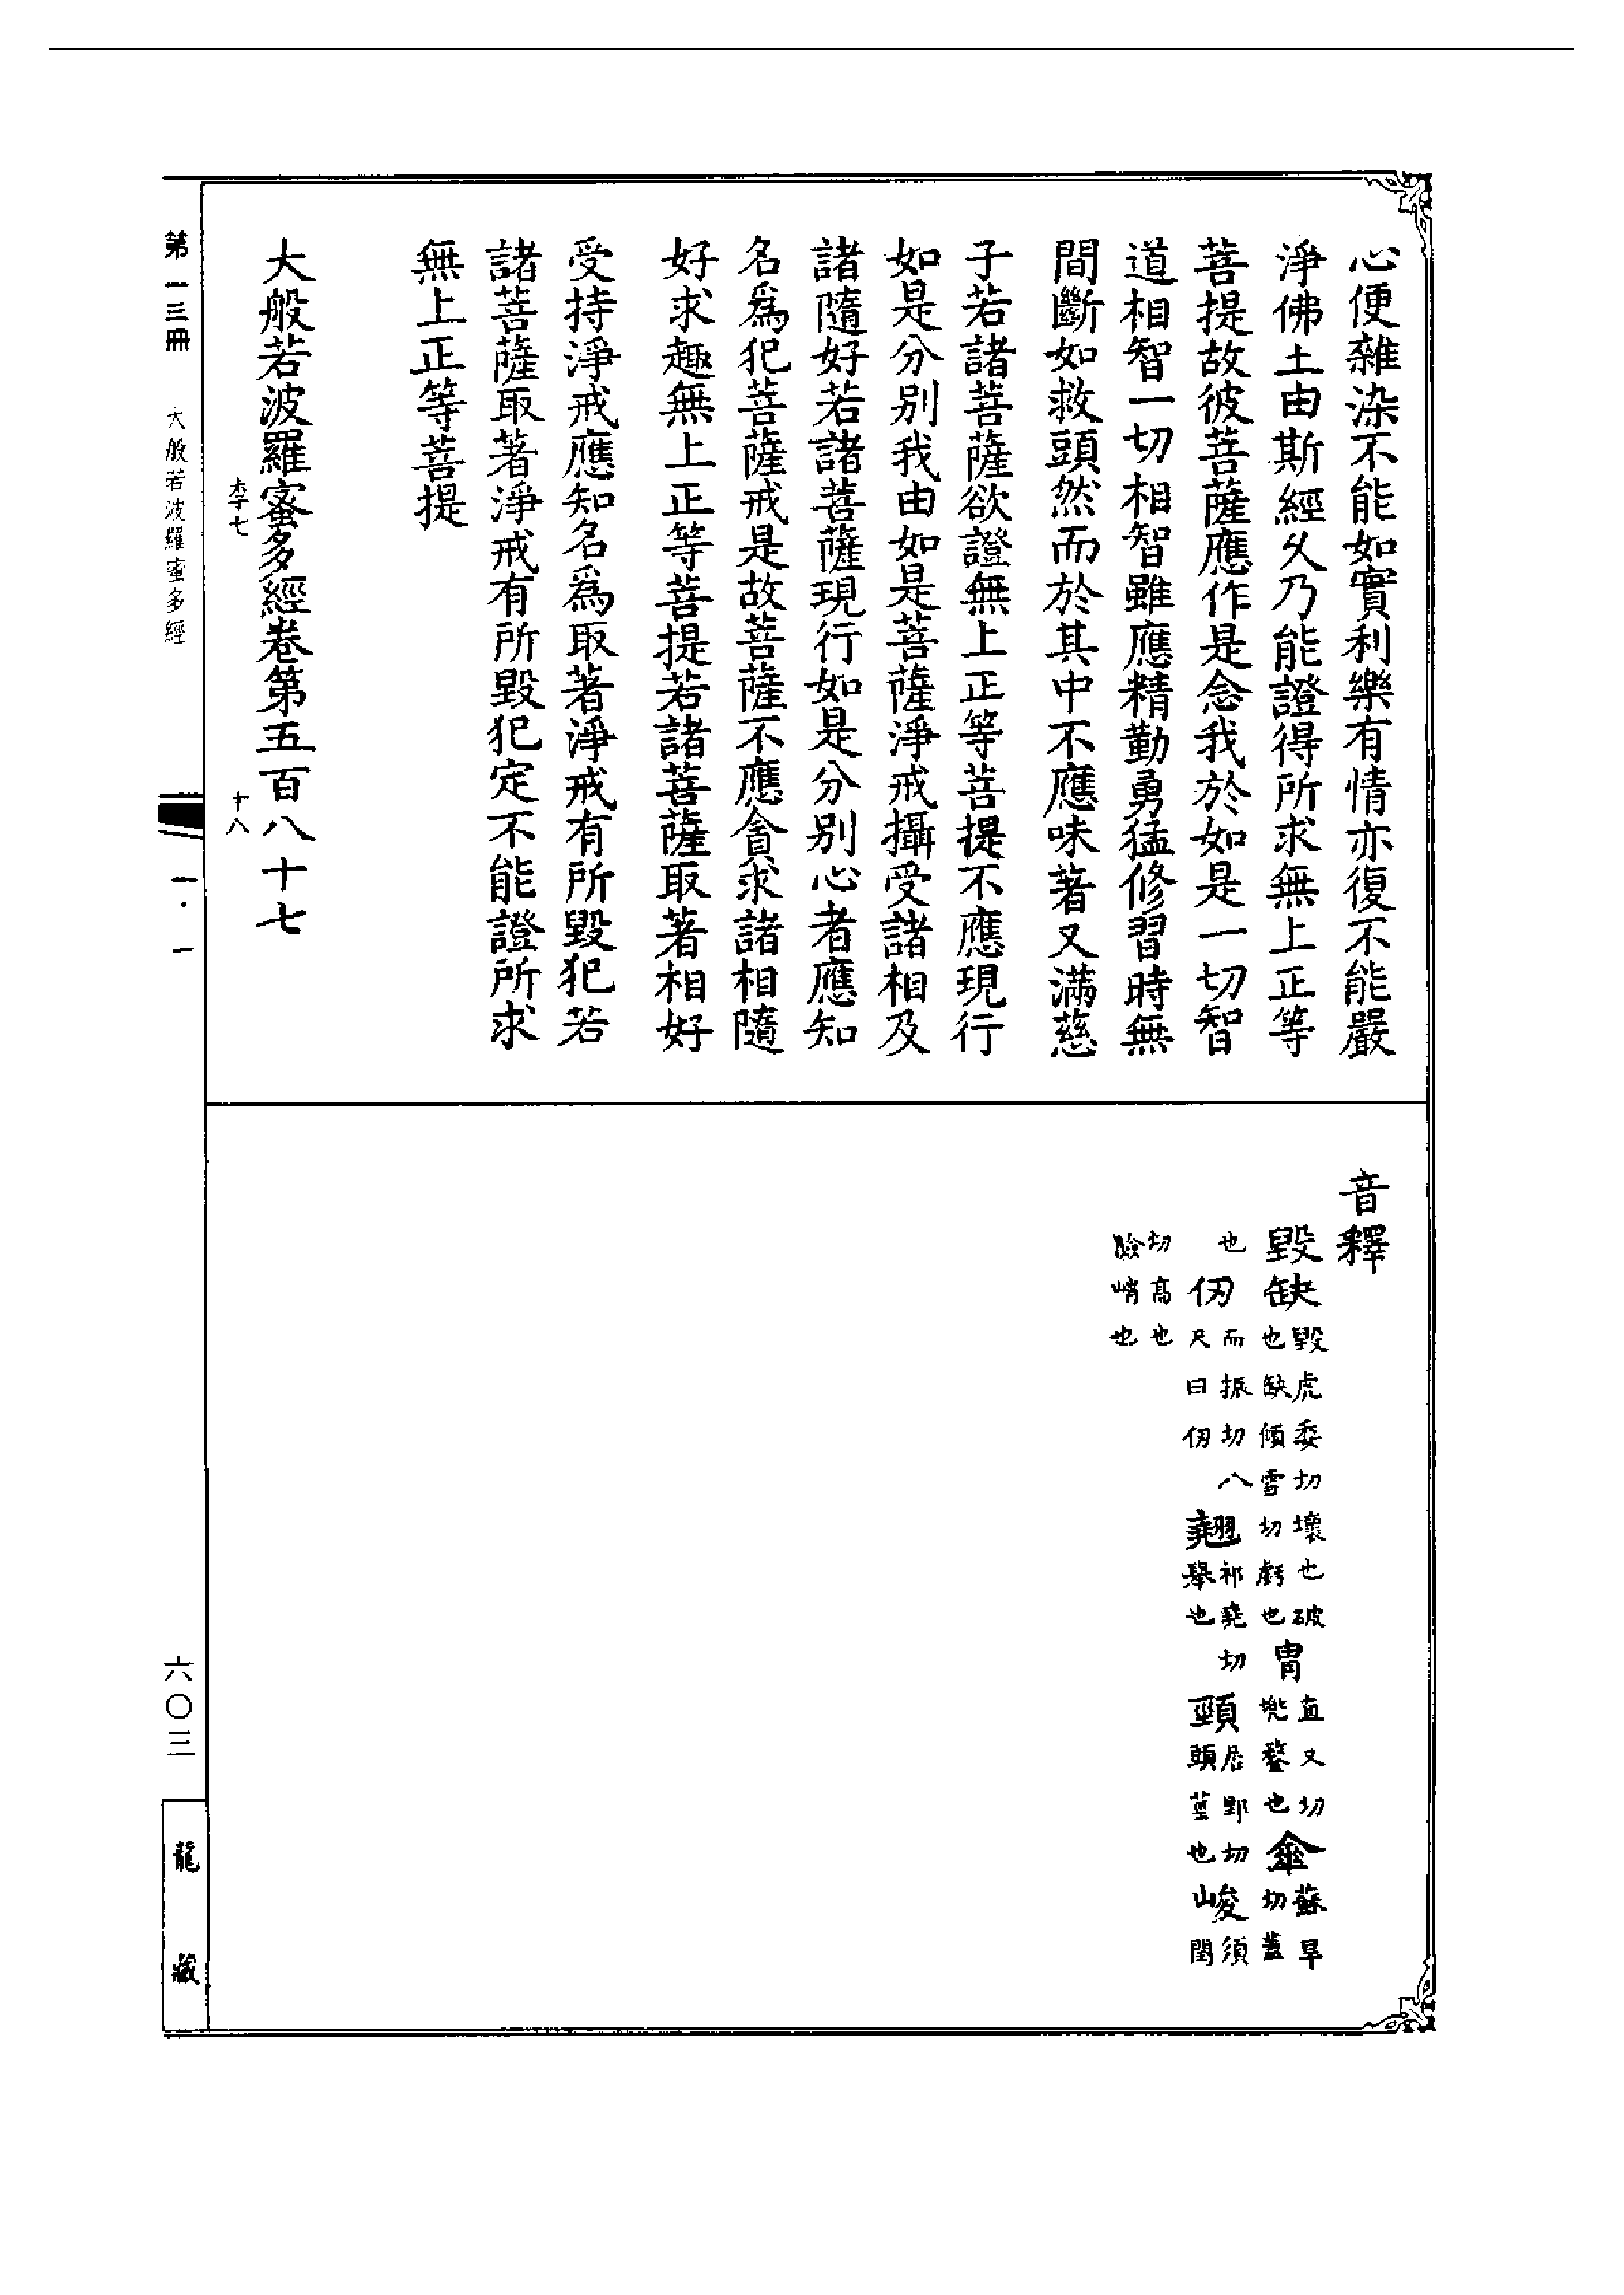 心便雜染不能如實利樂有情亦復不能嚴
淨佛土由斯經久乃能證得所求無上正等
菩提故彼菩薩應作是念我於如是一切智
道相智一切相智雖應精勤勇猛修習時無
間斷如救頭然而於其中不應味著又滿慈
子若諸菩薩欲證無上正等菩提不應現行
如是分別我由如是菩薩淨戒攝受諸相及
諸隨好若諸菩薩現行如是分別心者應知
名爲犯菩薩戒是故菩薩不應貪求諸相隨
好求趣無上正等菩提若諸菩薩取著相好
受持淨戒應知名爲取著淨戒有所毀犯若
諸菩薩取著淨戒有所毀犯定不能證所求
無上正等菩提
大般若波羅蜜多經卷第五百八十七
李七
十八
音釋
毀缺毀虎委切壞也破也缺傾雪切虧也冑直又切兜鍪也傘蘇旱切蓋
也仞而振切八尺曰仞翹祁堯切舉也頸居郢切頭莖也峻須閏
切高也險峭也
第一三冊
大般若波羅蜜多經
一·一
六〇三
龍藏